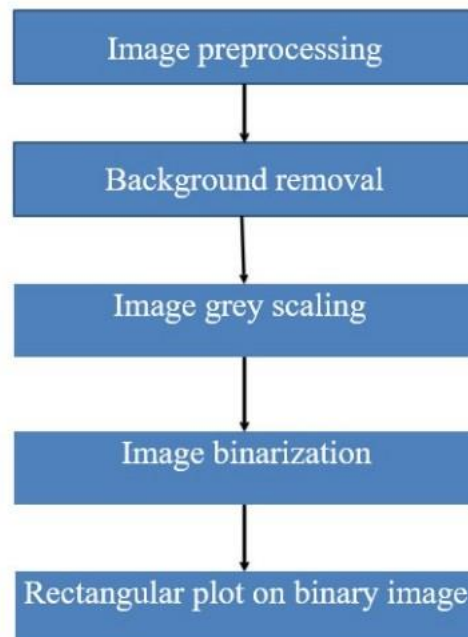 Image preprocessing
Background removal
Image grey scaling
Image binarization
Rectangular plot on binary image